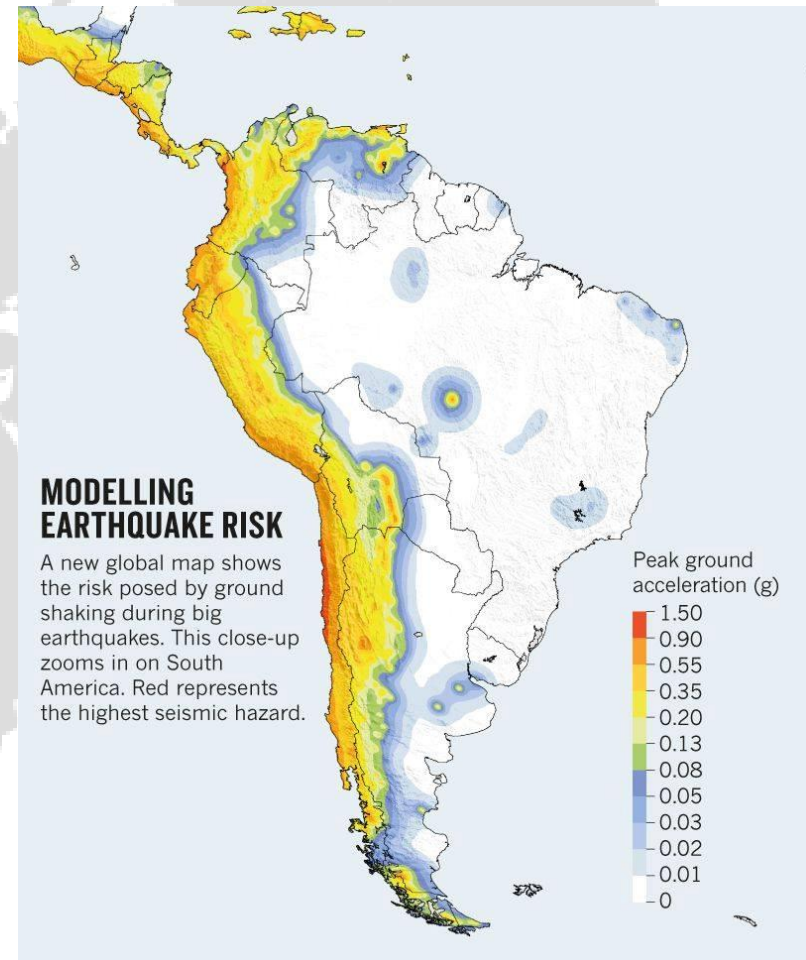 MODELLING
EARTHQUAKE RISK
A new global map shows
the risk posed by ground
shaking during big
earthquakes. This close-up
zooms in on South
America. Red represents
the highest seismic hazard.
Peak ground
acceleration (g)
1.50
0.90
0.55
0.35
0.20
0.13
0.08
0.05
0.03
0.02
0.01
0